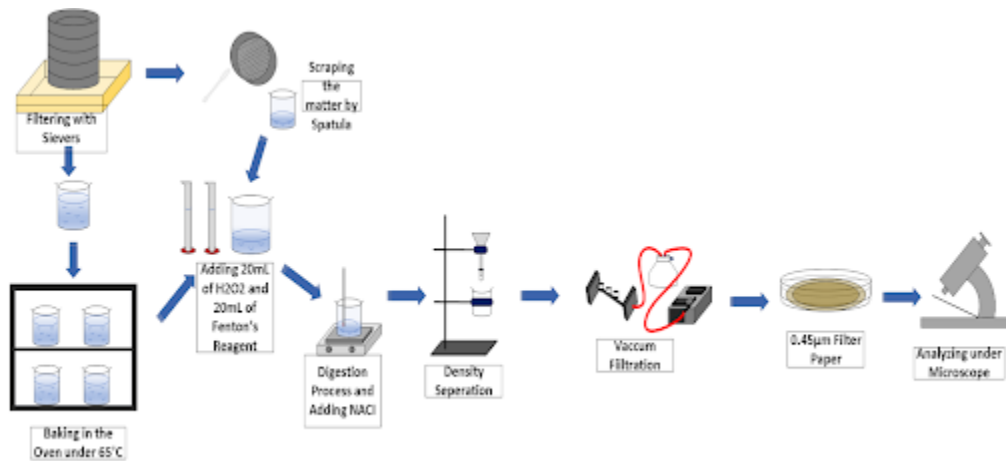 Filtering with
Sievers
Scraping
the
matter by
Spatula
Adding 20mL
of H2O2 and
20mL of
Fenton's
Reagent
Baking in the
Oven under 65°C
Digestion
Process and
Adding NACl
Density
Seperation
Vaccum
Fiiltration
0.45µm Filter
Paper
Analyzing under
Microscope